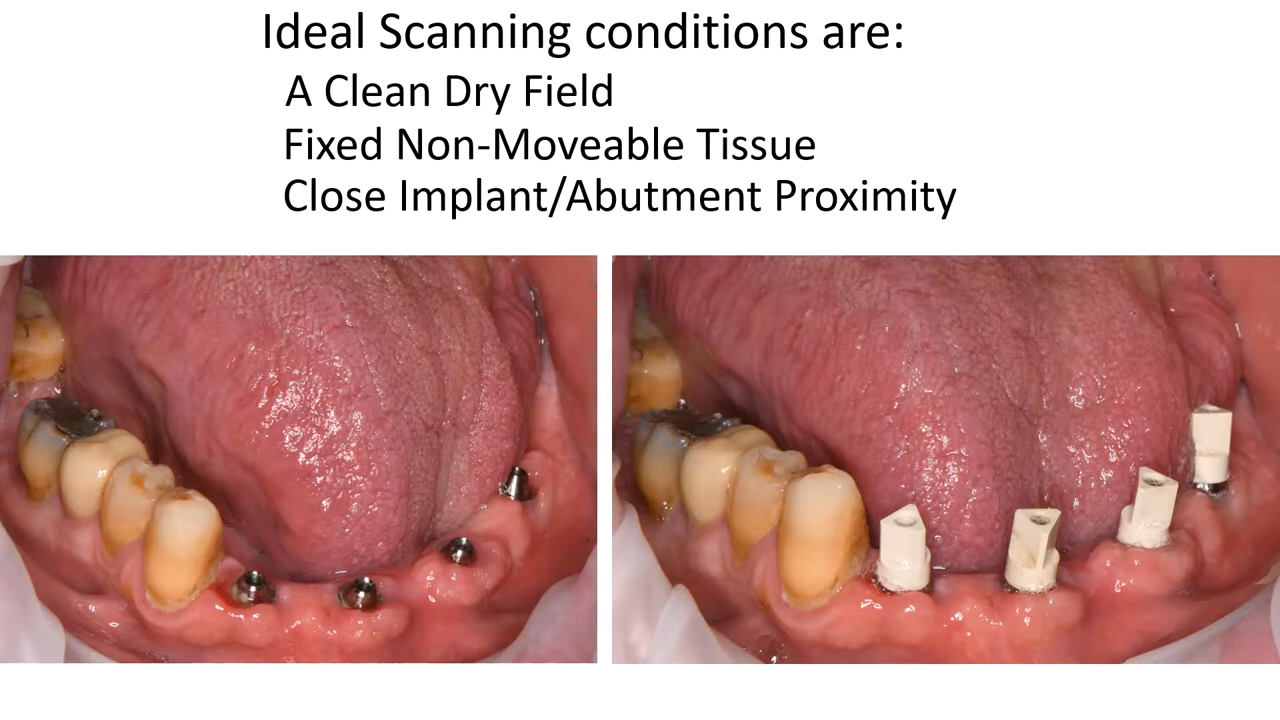 Ideal Scanning conditions are:
A Clean Dry Field
Fixed Non-Moveable Tissue
Close Implant/Abutment Proximity